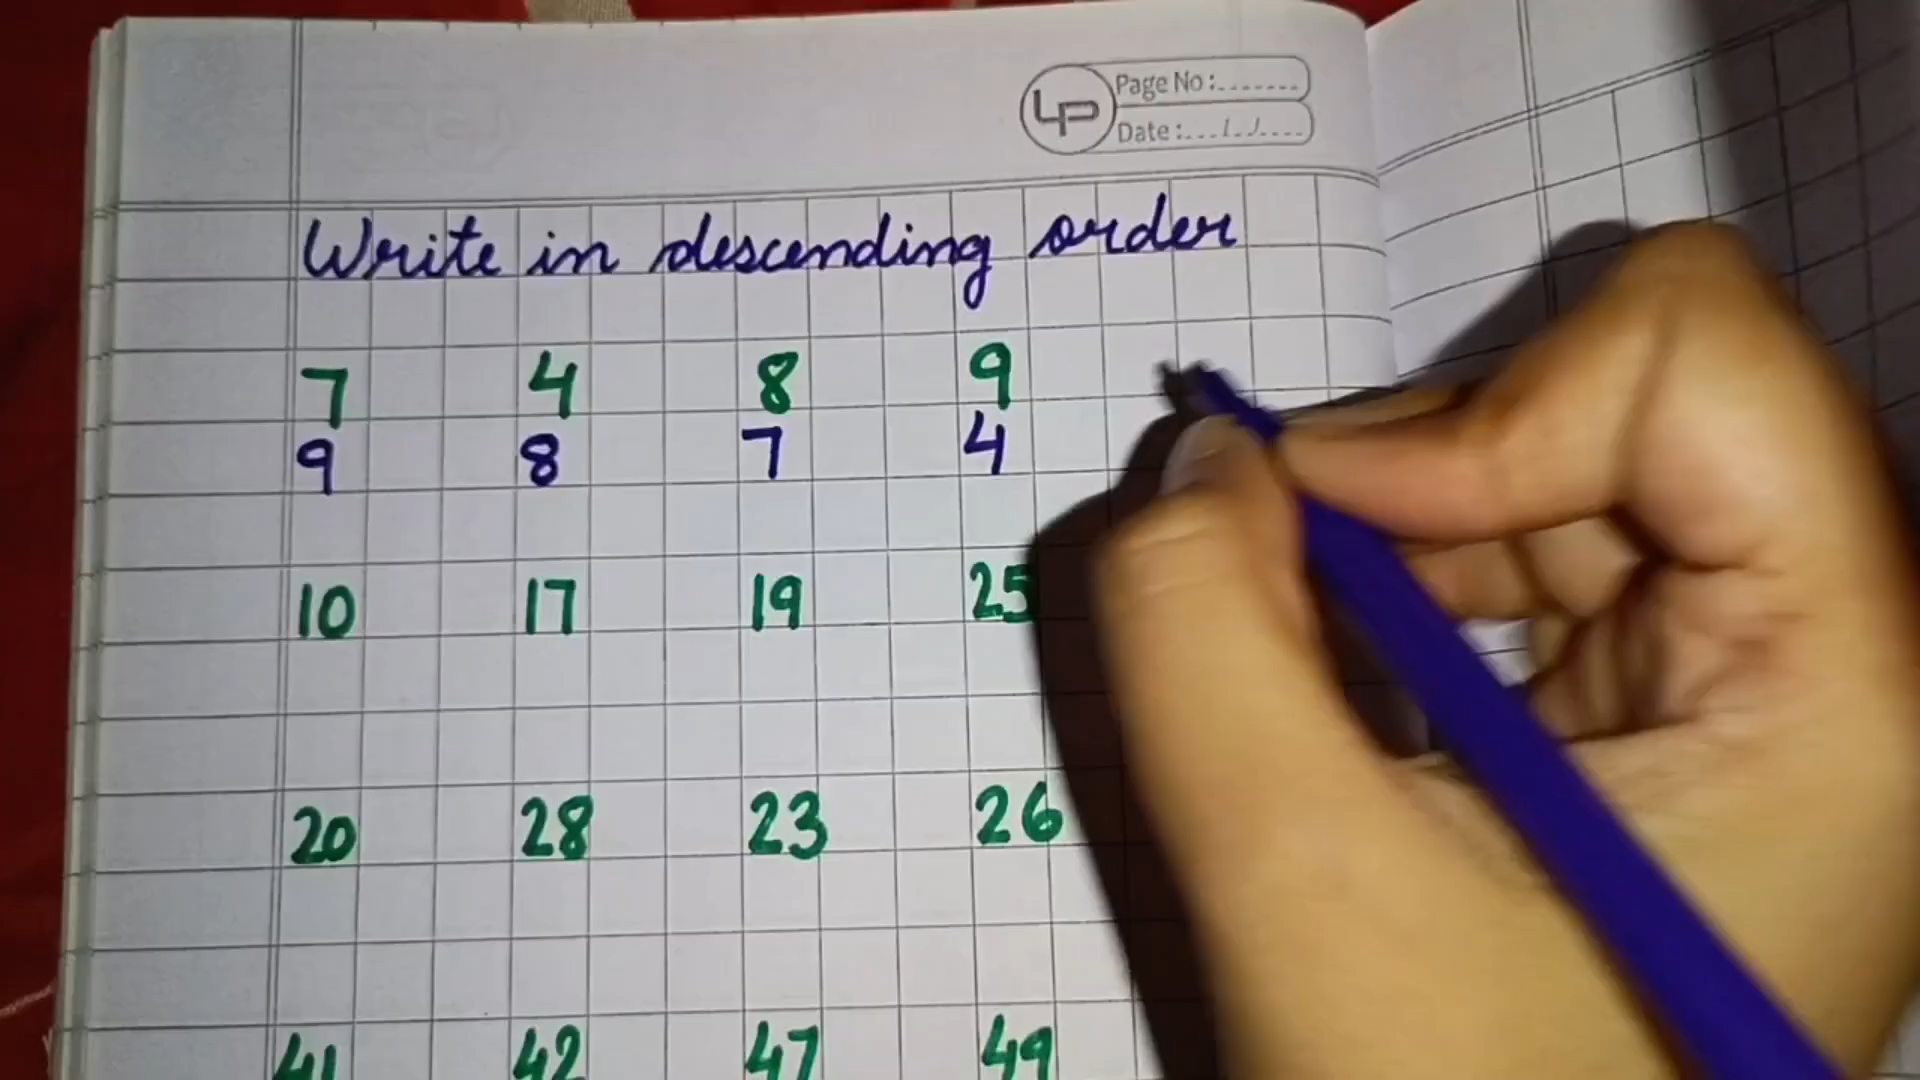 LP Page No:.......
Date:.../../....
Write in descending order
7 4 8 9
9 8 7 4
10 17 19 25
20 28 23 26
41 42 47 49